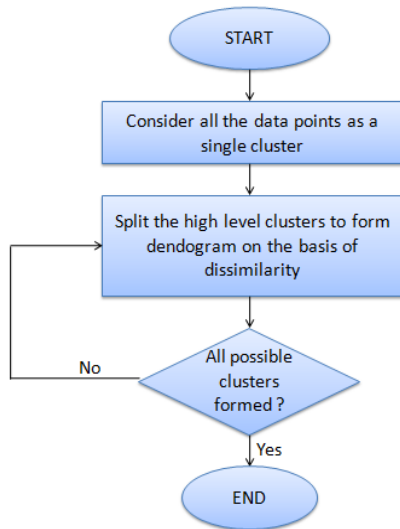 START
Consider all the data points as a
single cluster
Split the high level clusters to form
dendogram on the basis of
dissimilarity
All possible
clusters
formed ?
No
Yes
END